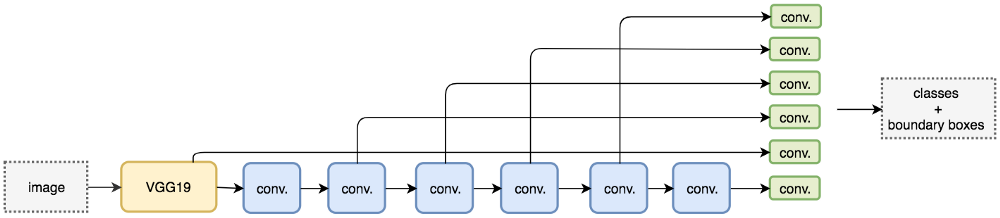 conv.
conv.
conv.
conv.
conv.
classes
+
boundary boxes
image
VGG19
conv.
conv.
conv.
conv.
conv.
conv.
conv.